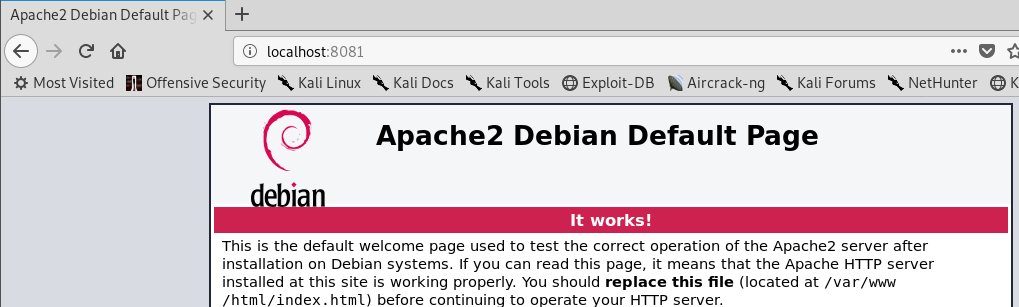 Apache2 Debian Default Pag
localhost:8081
Most Visited Offensive Security Kali Linux Kali Docs Kali Tools Exploit-DB Aircrack-ng Kali Forums NetHunter K
Apache2 Debian Default Page
debian
It works!
This is the default welcome page used to test the correct operation of the Apache2 server after
installation on Debian systems. If you can read this page, it means that the Apache HTTP server
installed at this site is working properly. You should replace this file (located at /var/www
/html/index.html) before continuing to operate your HTTP server.